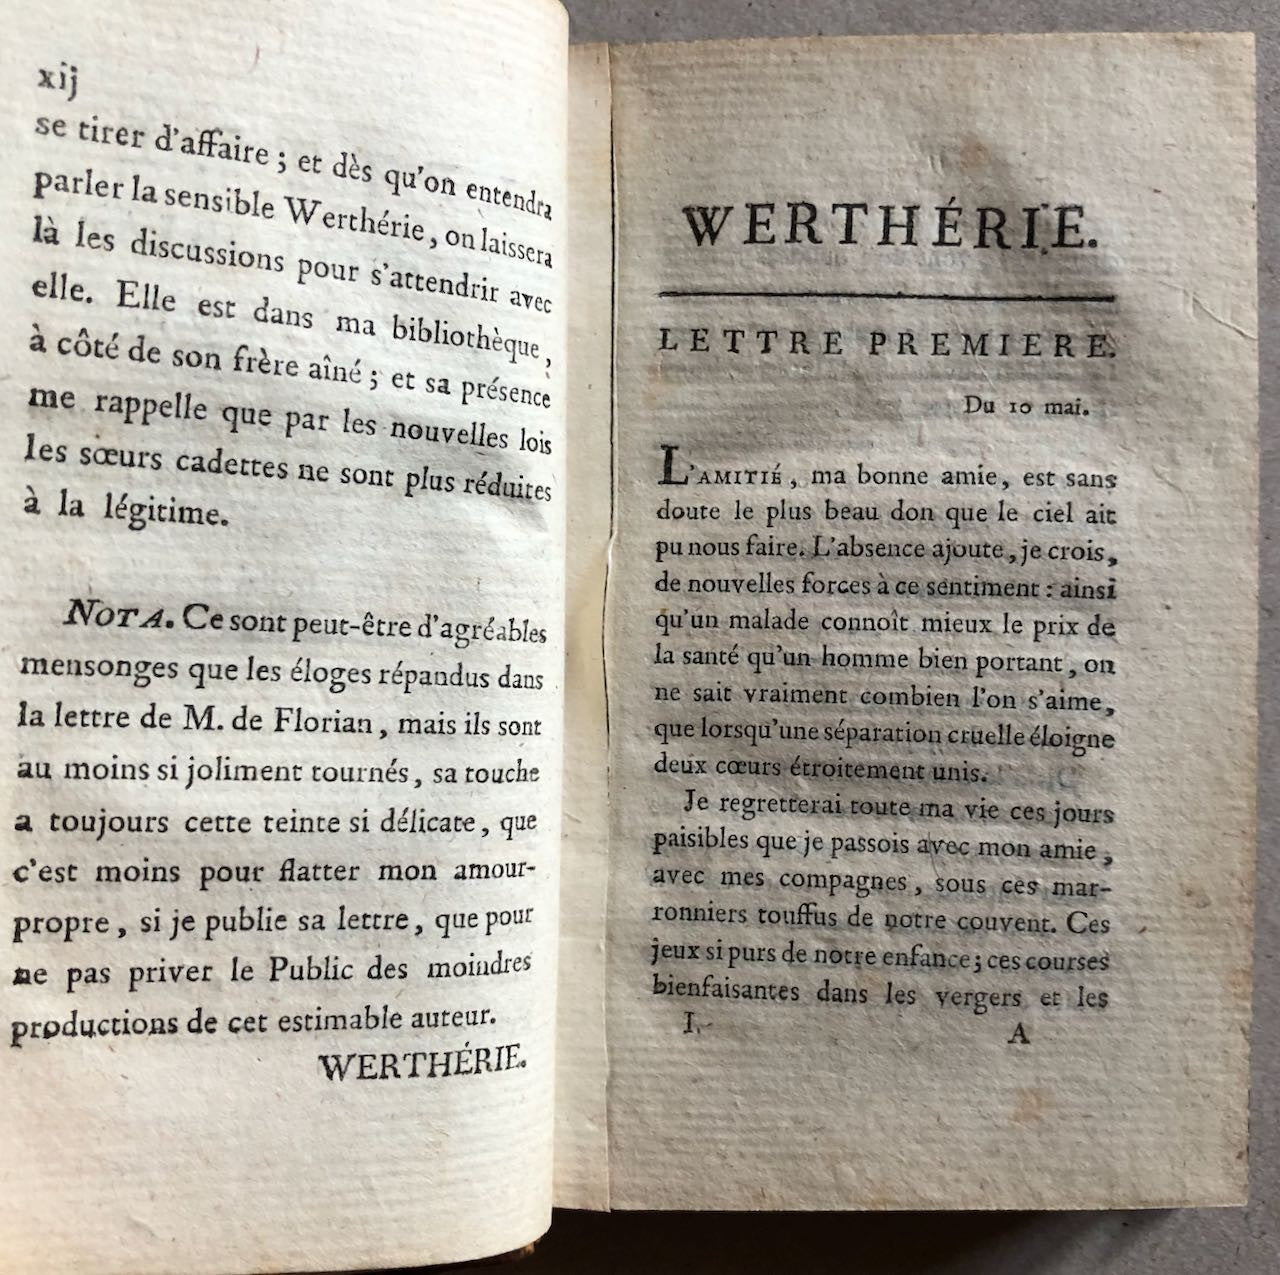 xij
se tirer d'affaire ; et dès qu'on entendra
parler la sensible Werthérie, on laissera
là les discussions pour s'attendrir avec
elle. Elle est dans ma bibliothèque,
à côté de son frère aîné ; et sa présence
me rappelle que par les nouvelles lois
les sœurs cadettes ne sont plus réduites
à la légitime.
NOTA. Ce sont peut-être d'agréables
mensonges que les éloges répandus dans
la lettre de M. de Florian, mais ils sont
au moins si joliment tournés, sa touche
a toujours cette teinte si délicate, que
c'est moins pour flatter mon amour-
propre, si je publie sa lettre, que pour
ne pas priver le Public des moindres
productions de cet estimable auteur.
WERTHÉRIE.
WERTHÉRIE.
LETTRE PREMIERE.
Du 10 mai.
L'AMITIÉ, ma bonne amie, est sans
doute le plus beau don que le ciel ait
pu nous faire. L'absence ajoute, je crois,
de nouvelles forces à ce sentiment : ainsi
qu'un malade connoît mieux le prix de
la santé qu'un homme bien portant, on
ne sait vraiment combien l'on s'aime,
que lorsqu'une séparation cruelle éloigne
deux cœurs étroitement unis.
Je regretterai toute ma vie ces jours
paisibles que je passois avec mon amie,
avec mes compagnes, sous ces mar-
ronniers touffus de notre couvent. Ces
jeux si purs de notre enfance ; ces courses
bienfaisantes dans les vergers et les
I. A